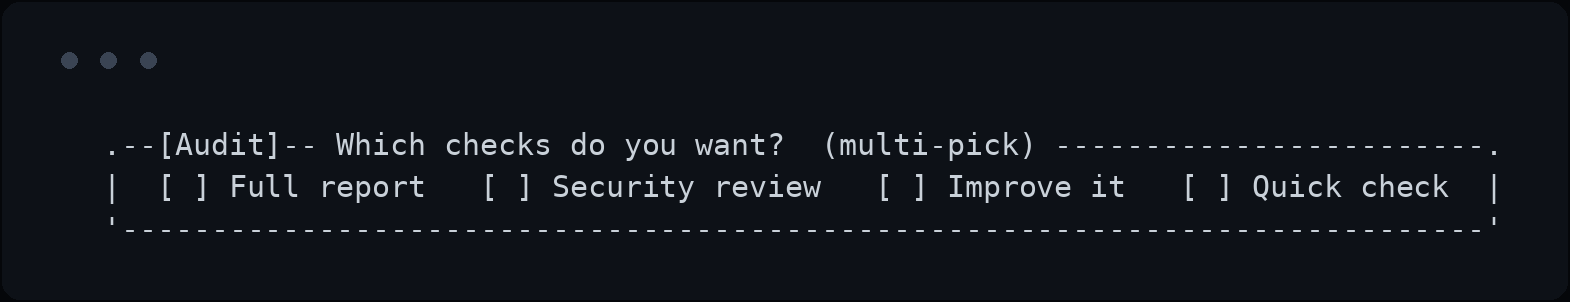 .--[Audit]-- Which checks do you want?  (multi-pick) ------------------------.
|  [ ] Full report   [ ] Security review   [ ] Improve it   [ ] Quick check  |
'----------------------------------------------------------------------------'